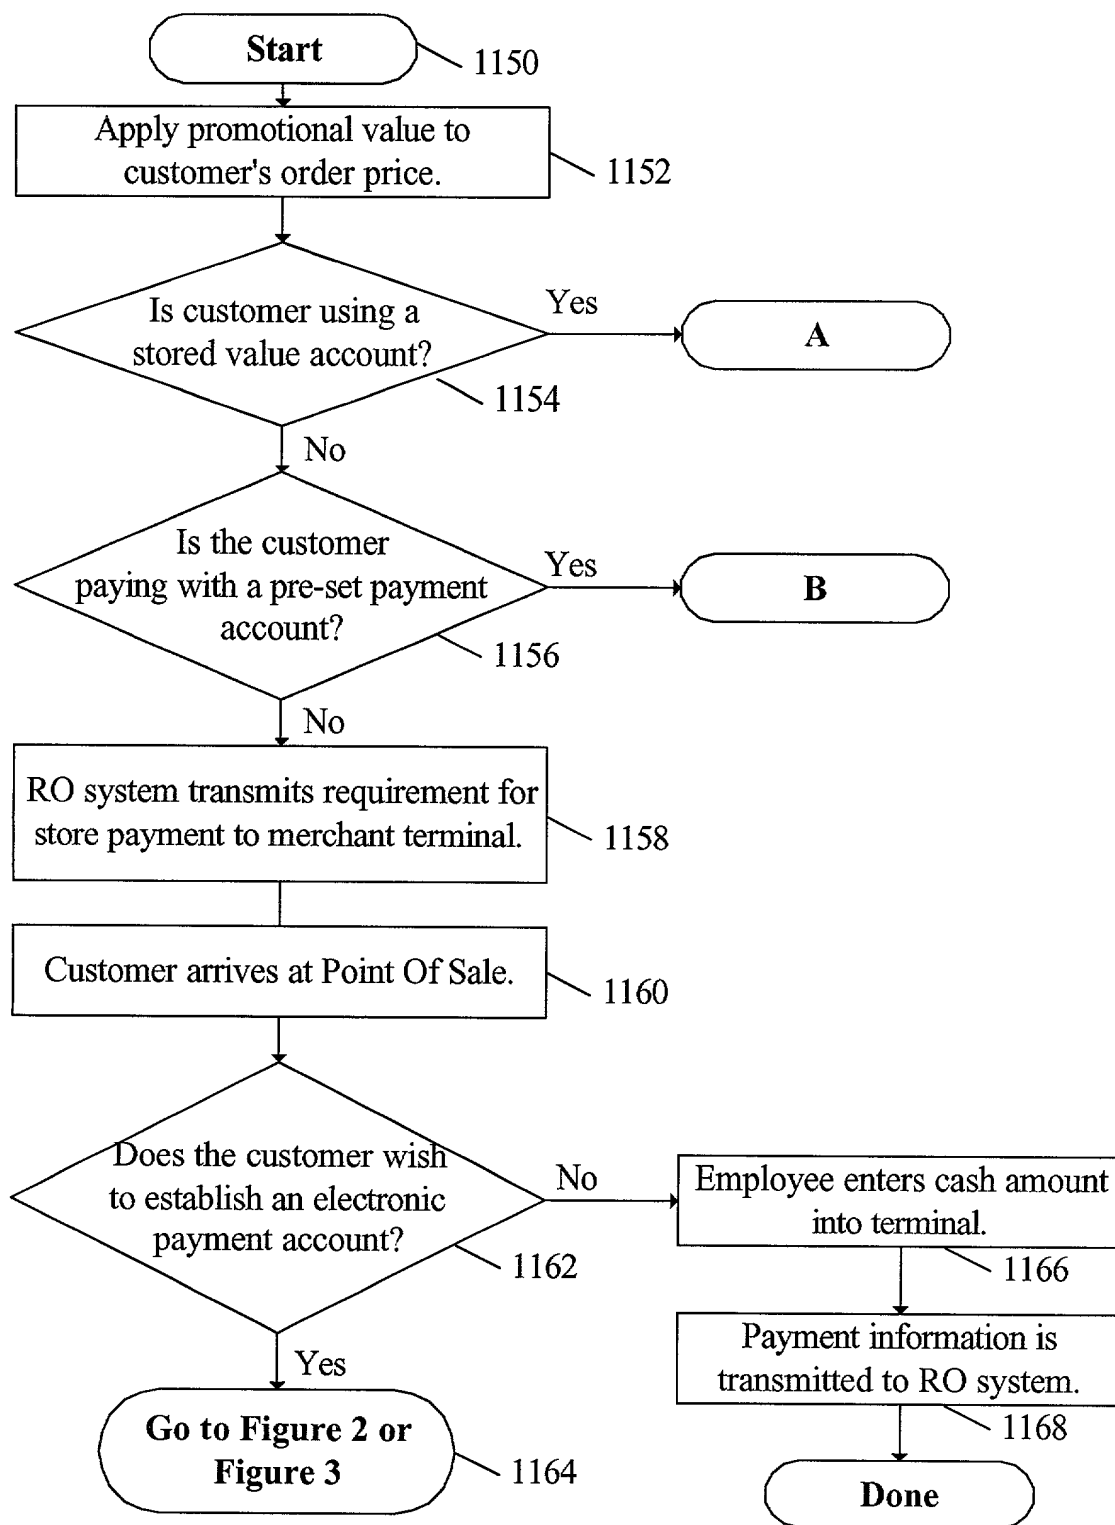 Start
1150
Apply promotional value to
customer's order price.
1152
Is customer using a
stored value account?
Yes
A
1154
No
Is the customer
paying with a pre-set payment
account?
Yes
B
1156
No
RO system transmits requirement for
store payment to merchant terminal.
1158
Customer arrives at Point Of Sale.
1160
Does the customer wish
to establish an electronic
payment account?
No
1162
Employee enters cash amount
into terminal.
1166
Yes
Payment information is
transmitted to RO system.
1168
Go to Figure 2 or
Figure 3
1164
Done